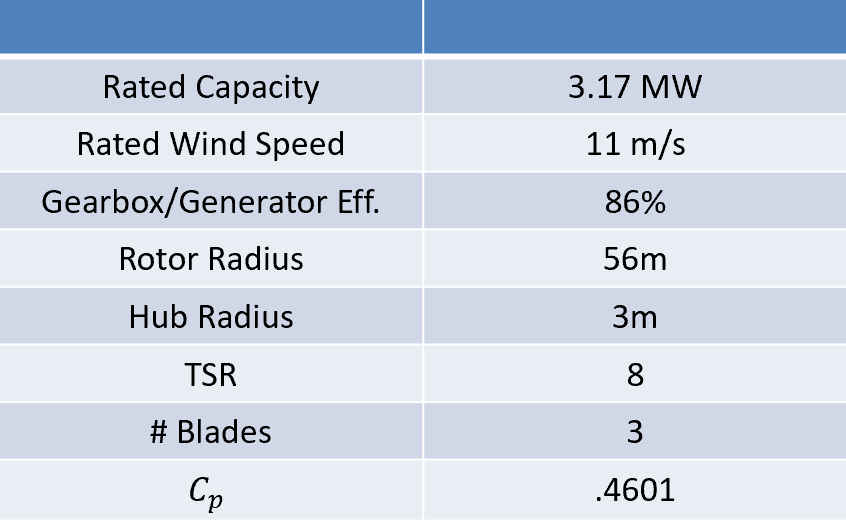 Rated Capacity 3.17 MW
Rated Wind Speed 11 m/s
Gearbox/Generator Eff. 86%
Rotor Radius 56m
Hub Radius 3m
TSR 8
# Blades 3
Cp .4601